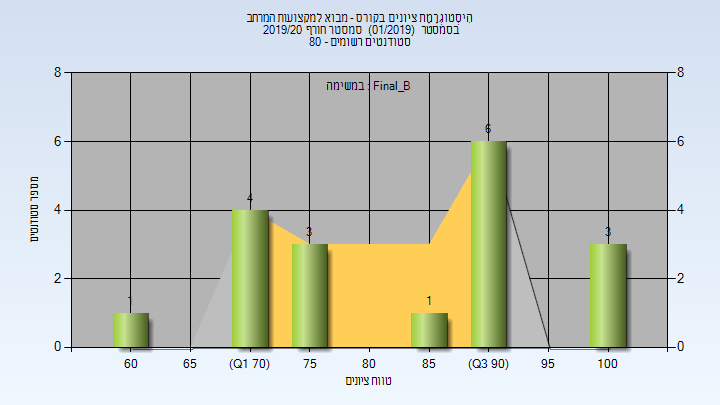 היסטוגרמת ציונים בקורס - מבוא למקצועות המרחב
בסמסטר (01/2019) סמסטר חורף 2019/20
סטודנטים רשומים - 80
במשימה : Final_B
מספר סטודנטים
8 8
6 6
4 4
2 2
0 0
1 4 3 1 6 3
60 65 (Q1 70) 75 80 85 (Q3 90) 95 100
טווח ציונים